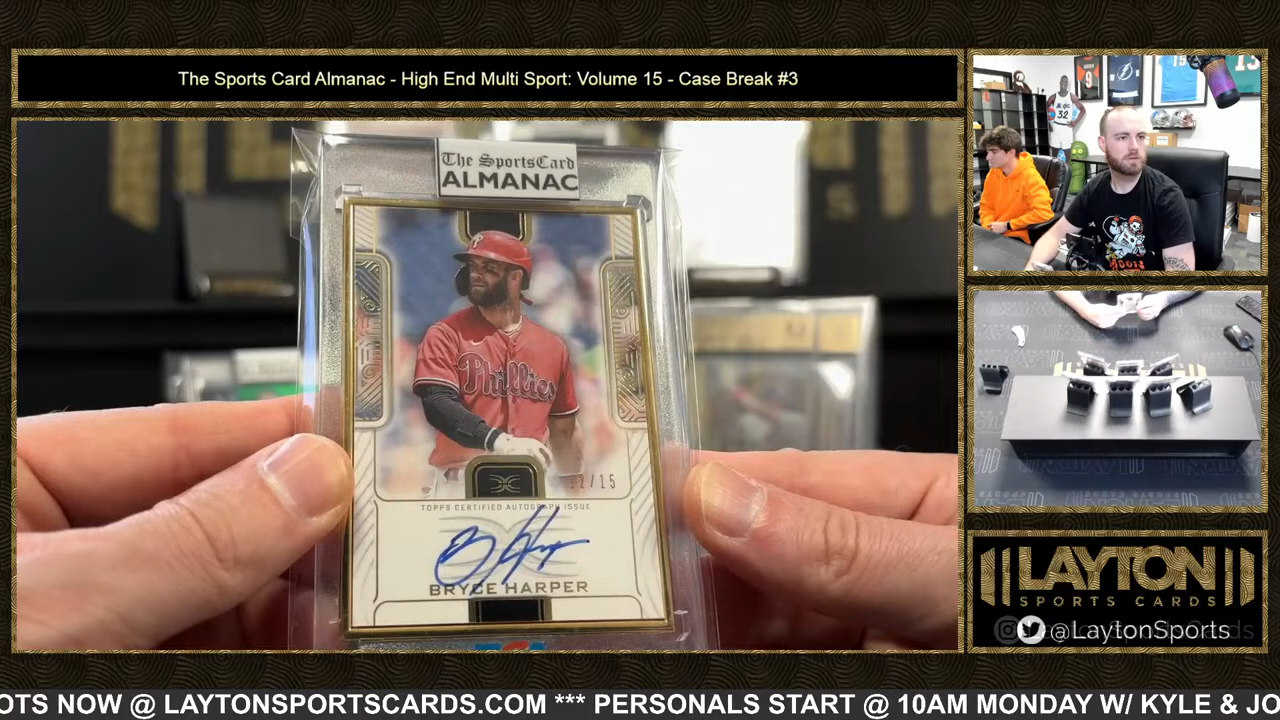 The Sports Card Almanac - High End Multi Sport: Volume 15 - Case Break #3
The SportsCard
ALMANAC
P
Phillies
/15
TOPPS CERTIFIED AUTOGRAPH ISSUE
BRYCE HARPER
32
9
LAYTON
SPORTS CARDS
@LaytonSports
OTS NOW @ LAYTONSPORTSCARDS.COM *** PERSONALS START @ 10AM MONDAY W/ KYLE & JO